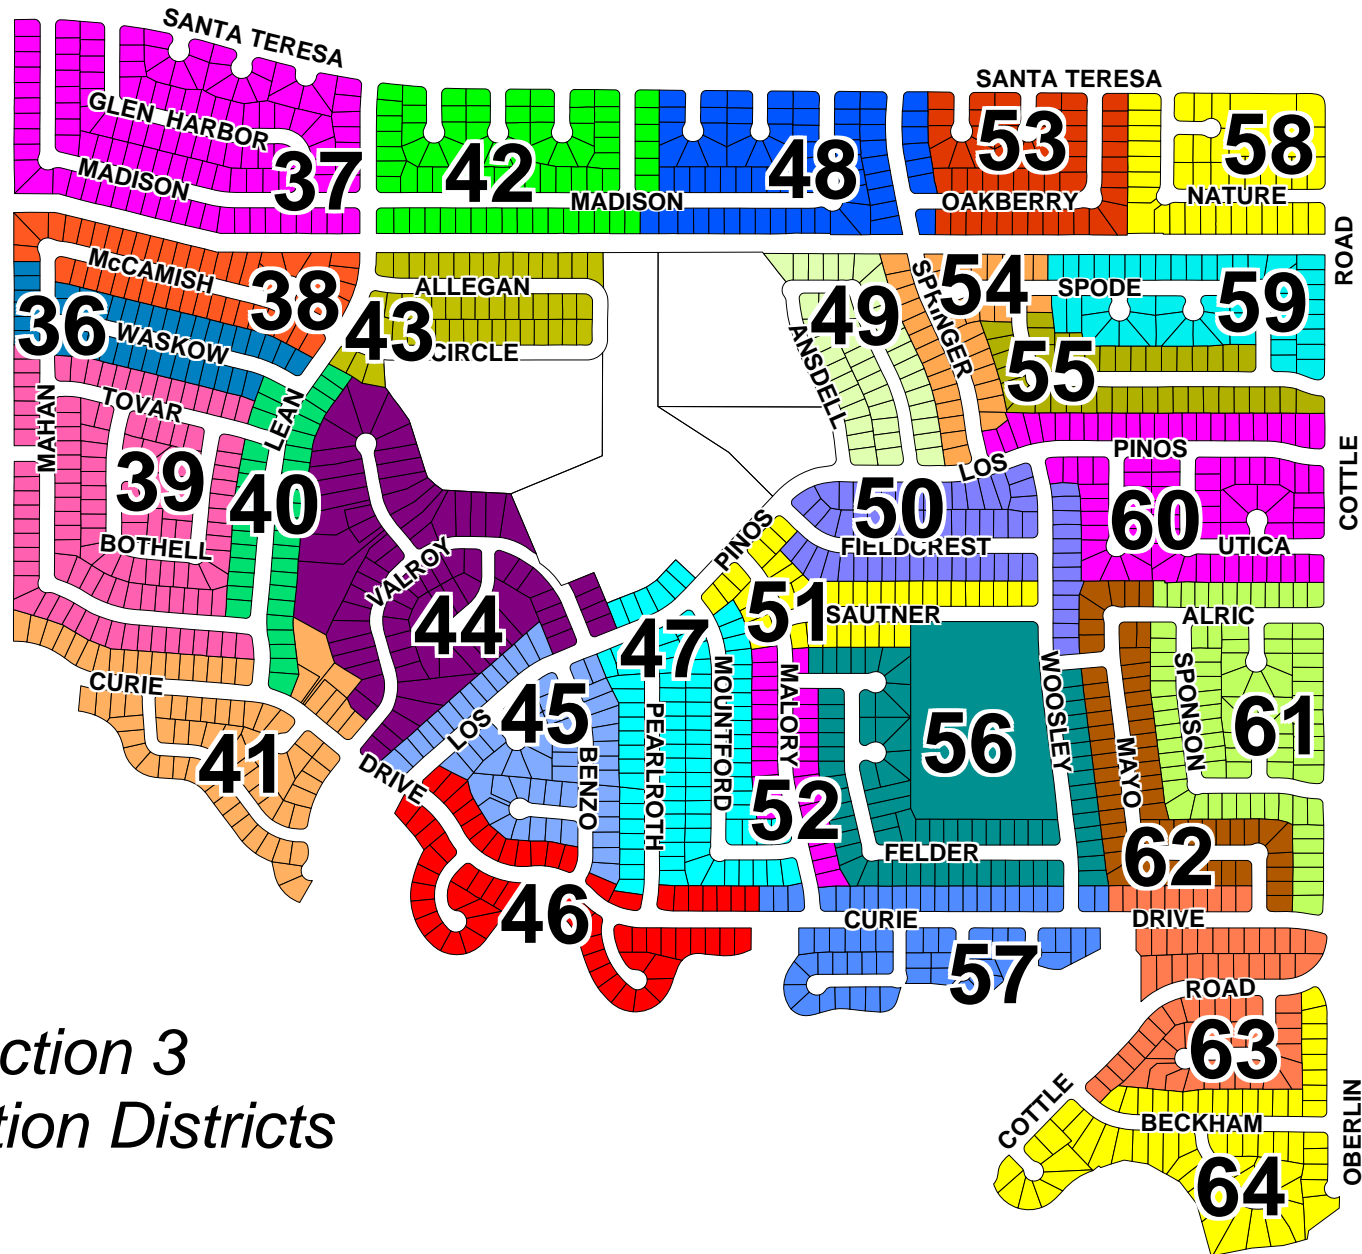 SANTA TERESA
SANTA TERESA
GLEN HARBOR
37
42
48
53
58
MADISON
MADISON
OAKBERRY
NATURE
ROAD
McCAMISH
38
ALLEGAN
49
SPRINGER
54
SPODE
59
36
WASKOW
43
CIRCLE
ANSDELL
55
MAHAN
TOVAR
LEAN
39
40
LOS
PINOS
COTTLE
50
60
BOTHELL
VALROY
PINOS
FIELDCREST
UTICA
44
51
SAUTNER
ALRIC
47
CURIE
LOS
45
BENZO
PEARLROTH
MOUNTFORD
MALORY
56
WOOSLEY
MAYO
SPONSON
61
41
DRIVE
52
FELDER
62
46
CURIE
DRIVE
57
ROAD
63
ction 3
tion Districts
COTTLE
BECKHAM
OBERLIN
64